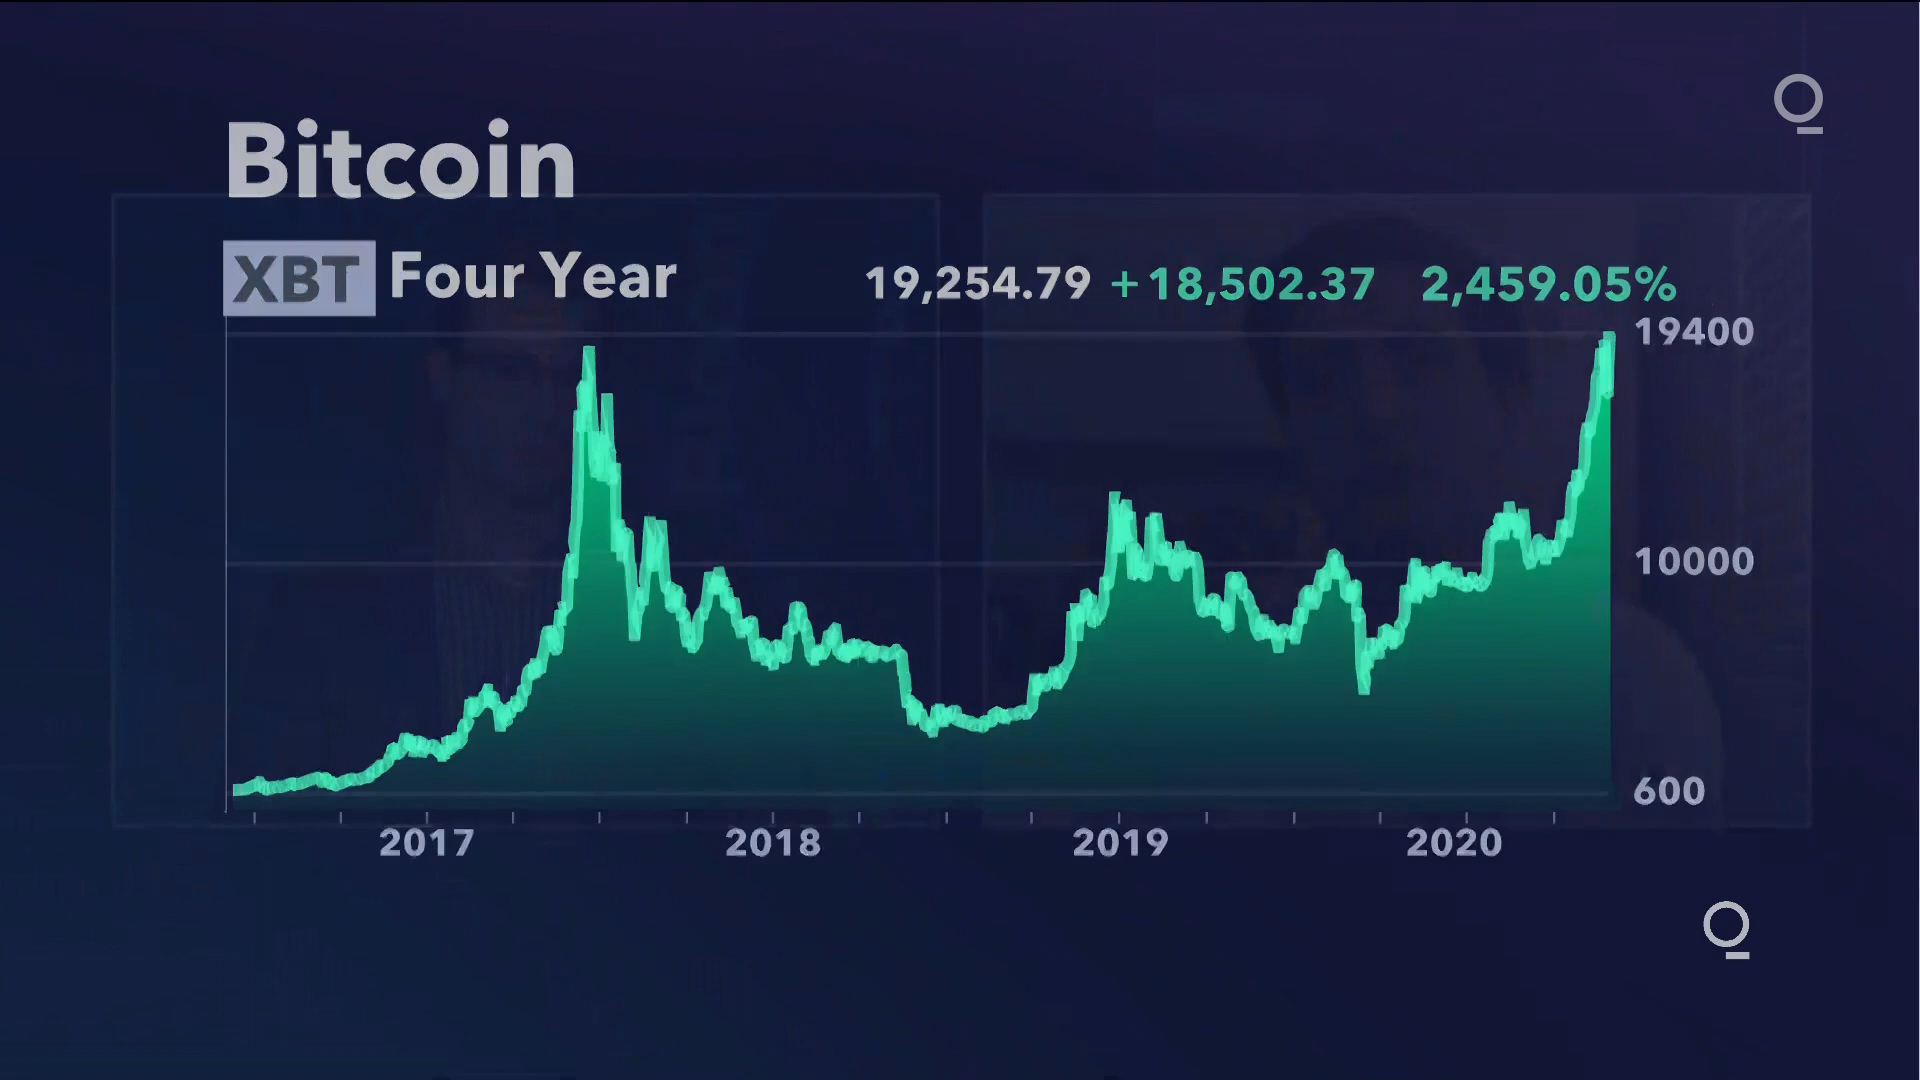 Bitcoin
XBT Four Year 19,254.79 +18,502.37 2,459.05%
19400
10000
600
2017 2018 2019 2020